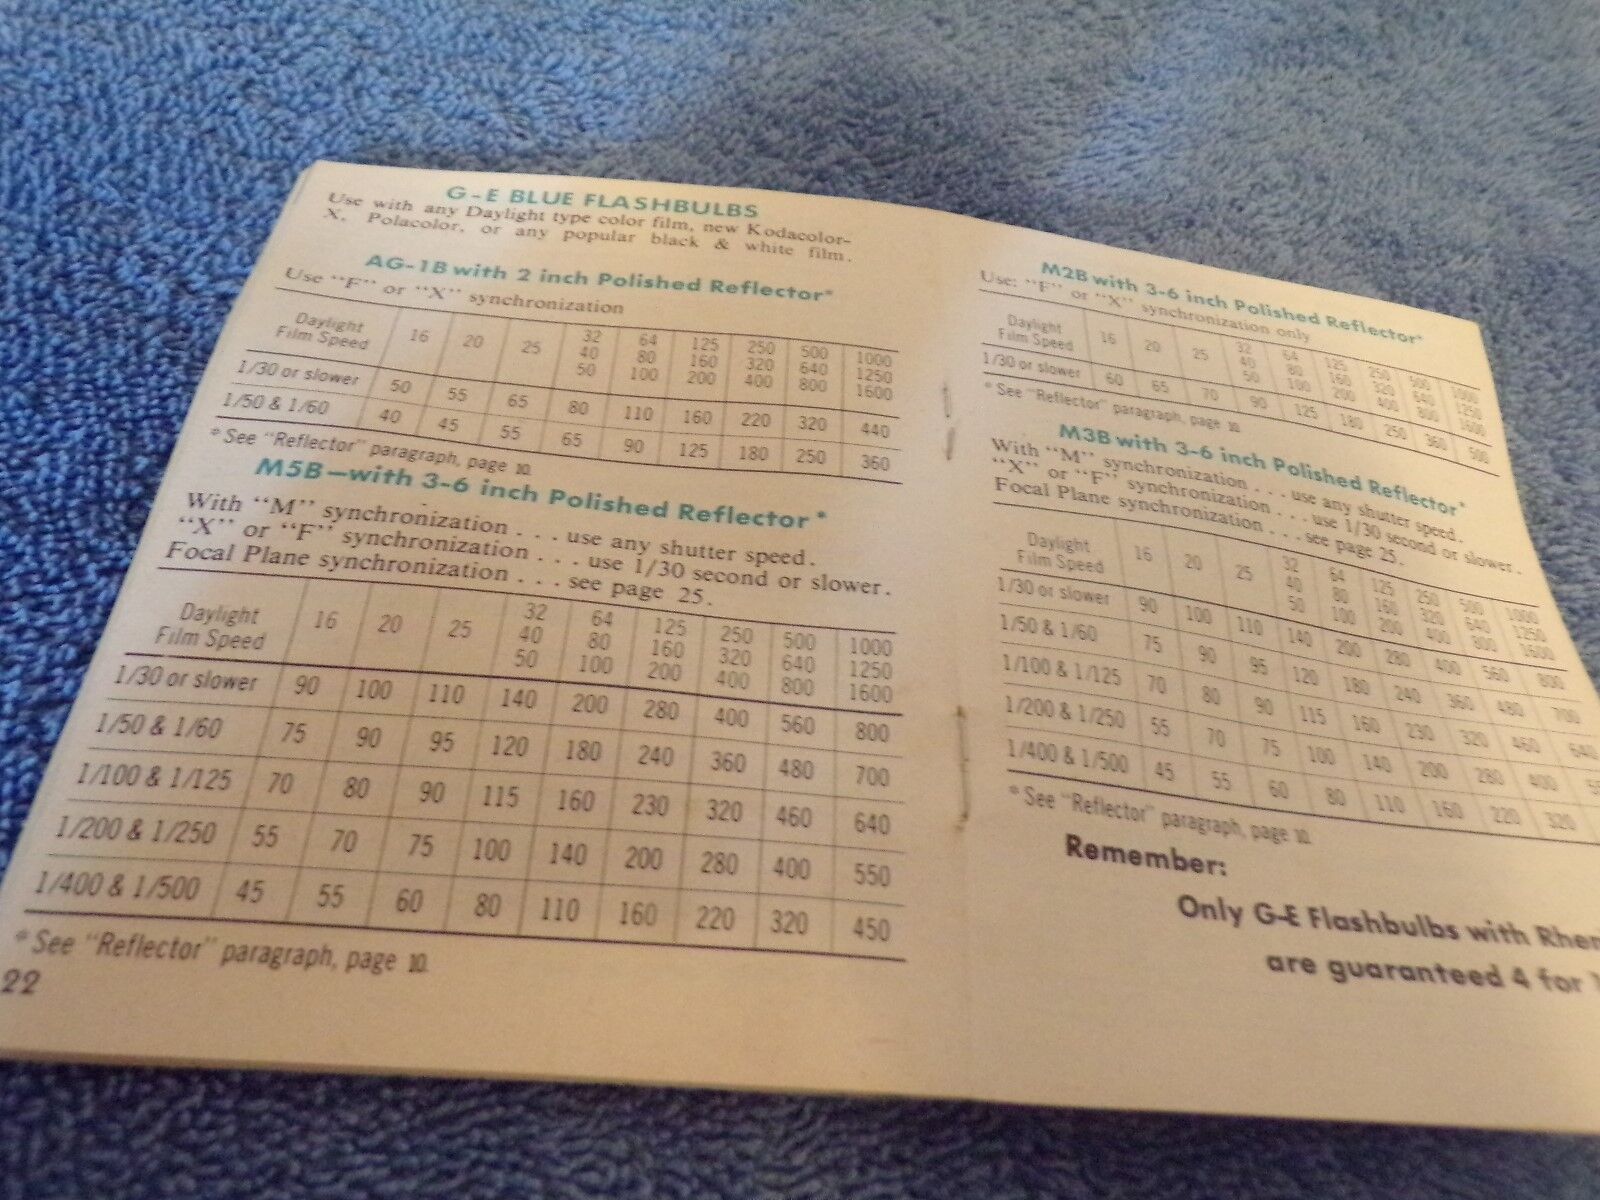 G-E BLUE FLASHBULBS
Use with any Daylight type color film, new Kodacolor-
X, Polacolor, or any popular black & white film.
AG-1B with 2 inch Polished Reflector*
Use "F" or "X" synchronization
Daylight Film Speed 16 20 25 32 40 50 64 80 100 125 160 200 250 320 400 500 640 800 1000 1250 1600
1/30 or slower 50 55 65 80 110 160 220 320 440
1/50 & 1/60 40 45 55 65 90 125 180 250 360
* See "Reflector" paragraph, page 10.
M5B—with 3-6 inch Polished Reflector*
With "M" synchronization . . . use any shutter speed.
"X" or "F" synchronization . . . use 1/30 second or slower.
Focal Plane synchronization . . . see page 25.
Daylight Film Speed 16 20 25 32 40 50 64 80 100 125 160 200 250 320 400 500 640 800 1000 1250 1600
1/30 or slower 90 100 110 140 200 280 400 560 800
1/50 & 1/60 75 90 95 120 180 240 360 480 700
1/100 & 1/125 70 80 90 115 160 230 320 460 640
1/200 & 1/250 55 70 75 100 140 200 280 400 550
1/400 & 1/500 45 55 60 80 110 160 220 320 450
* See "Reflector" paragraph, page 10.
22
M2B with 3-6 inch Polished Reflector*
Use: "F" or "X" synchronization only
Daylight Film Speed 16 20 25 32 40 50 64 80 100 125 160 200 250 320 400 500 640 800 1000 1250 1600
1/30 or slower 60 65 70 90 125 180 250 360 500
* See "Reflector" paragraph, page 10.
M3B with 3-6 inch Polished Reflector*
With "M" synchronization . . . use any shutter speed.
"X" or "F" synchronization . . . use 1/30 second or slower.
Focal Plane synchronization . . . see page 25.
Daylight Film Speed 16 20 25 32 40 50 64 80 100 125 160 200 250 320 400 500 640 800 1000 1250 1600
1/30 or slower 90 100 110 140 200 280 400 560 800
1/50 & 1/60 75 90 95 120 180 240 360 480 700
1/100 & 1/125 70 80 90 115 160 230 320 460 640
1/200 & 1/250 55 70 75 100 140 200 280 400
1/400 & 1/500 45 55 60 80 110 160 220 320
* See "Reflector" paragraph, page 10.
Remember:
Only G-E Flashbulbs with
are guaranteed 4 for